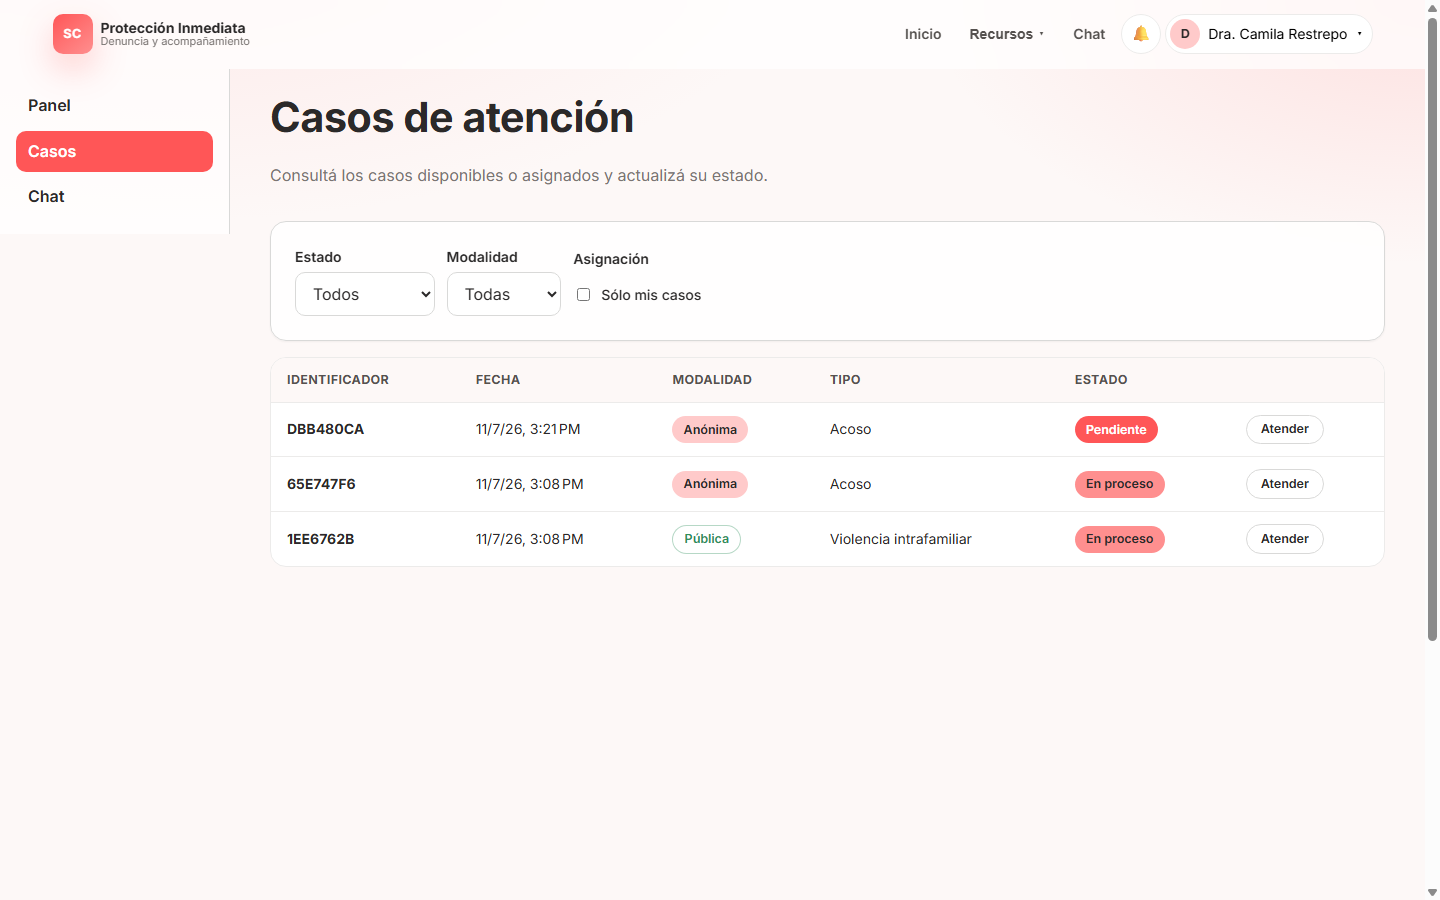 SC
Protección Inmediata
Denuncia y acompañamiento
Inicio
Recursos
Chat
D
Dra. Camila Restrepo
Panel
Casos
Chat
Casos de atención
Consultá los casos disponibles o asignados y actualizá su estado.
Estado
Modalidad
Asignación
Todos
Todas
Sólo mis casos
IDENTIFICADOR FECHA MODALIDAD TIPO ESTADO
DBB480CA 11/7/26, 3:21 PM Anónima Acoso Pendiente Atender
65E747F6 11/7/26, 3:08 PM Anónima Acoso En proceso Atender
1EE6762B 11/7/26, 3:08 PM Pública Violencia intrafamiliar En proceso Atender